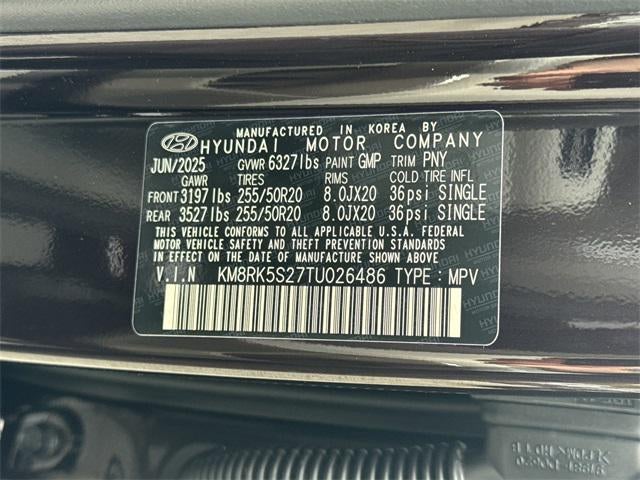 MANUFACTURED IN KOREA BY
HYUNDAI MOTOR COMPANY
JUN/2025 GVWR 6327lbs PAINT GMP TRIM PNY
GAWR TIRES RIMS COLD TIRE INFL
FRONT 3197lbs 255/50R20 8.0JX20 36psi SINGLE
REAR 3527lbs 255/50R20 8.0JX20 36psi SINGLE
THIS VEHICLE CONFORMS TO ALL APPLICABLE U.S.A. FEDERAL
MOTOR VEHICLE SAFETY, BUMPER, AND THEFT PREVENTION STANDARDS
IN EFFECT ON THE DATE OF MANUFACTURE SHOWN ABOVE.
V.I.N KM8RK5S27TU026486 TYPE : MPV